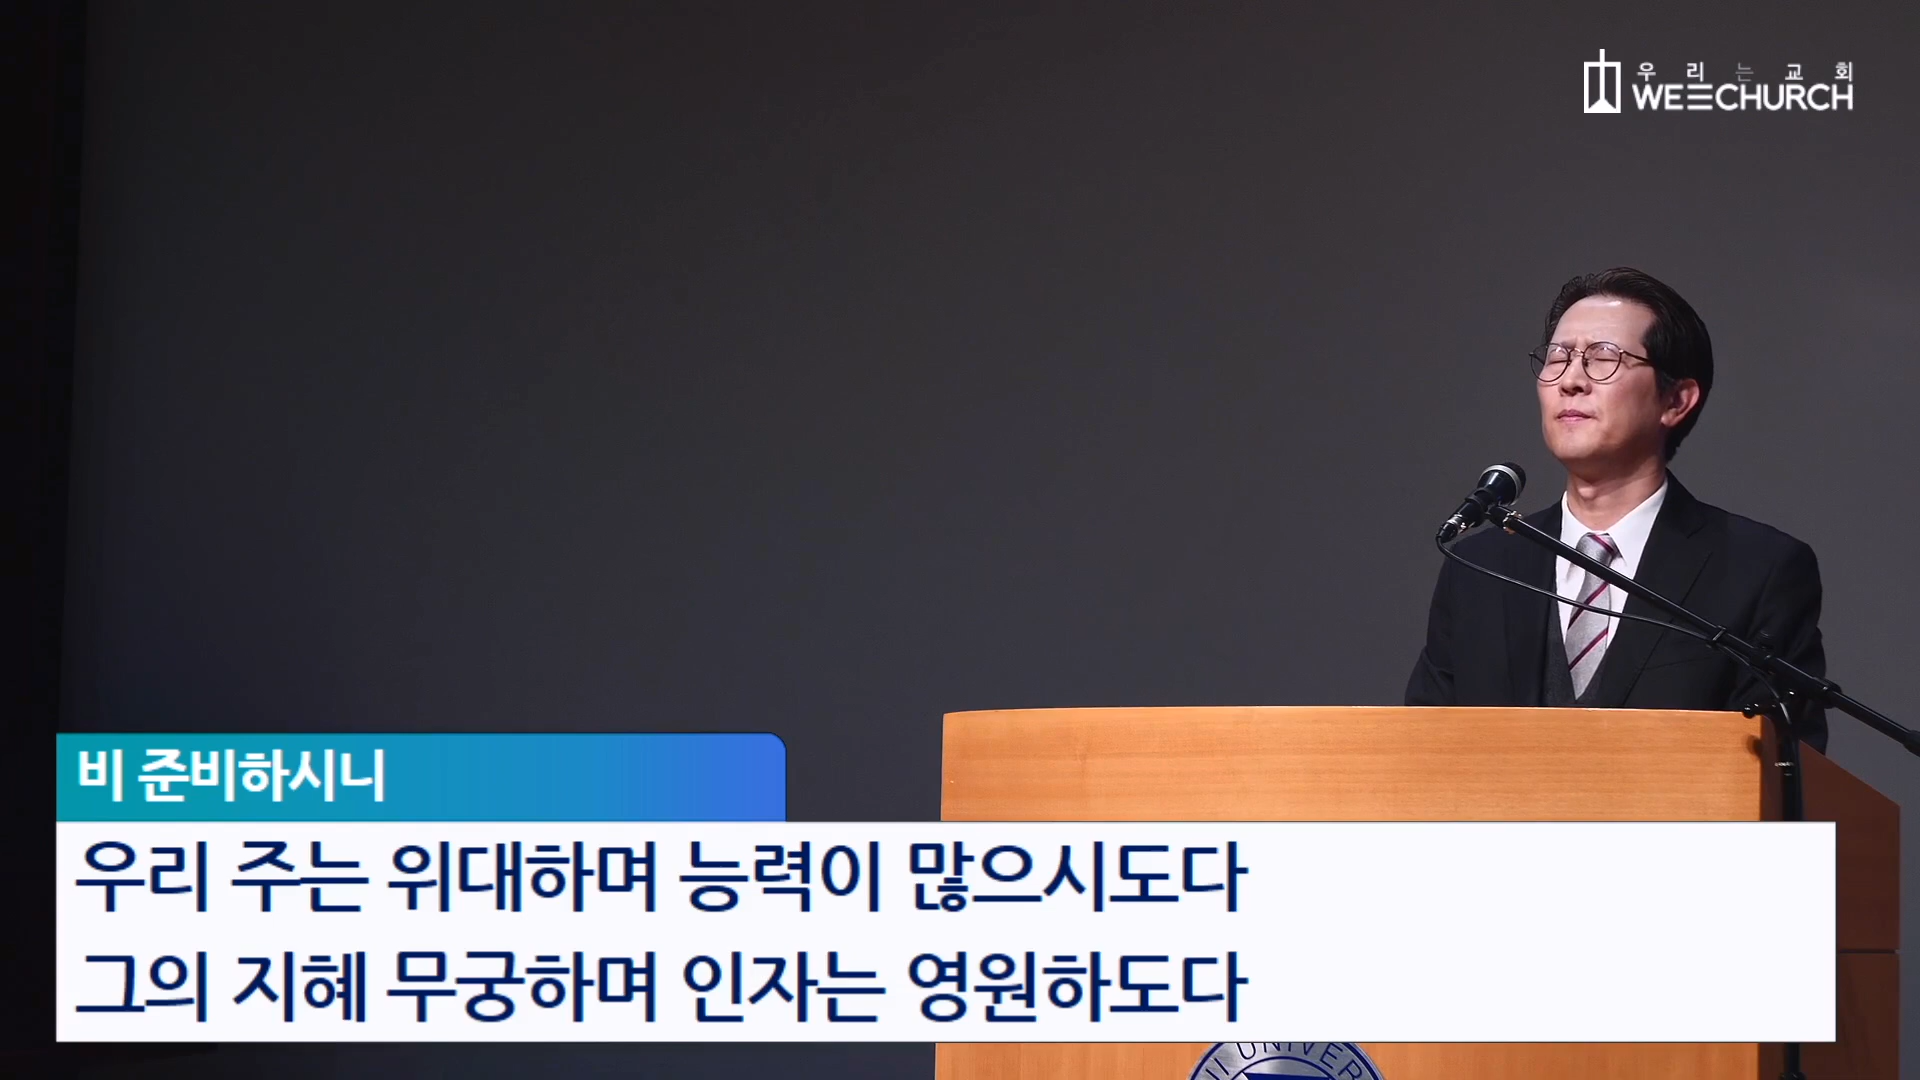 우리는교회
WECHURCH
비 준비하시니
우리 주는 위대하며 능력이 많으시도다
그의 지혜 무궁하며 인자는 영원하도다
UNIVER